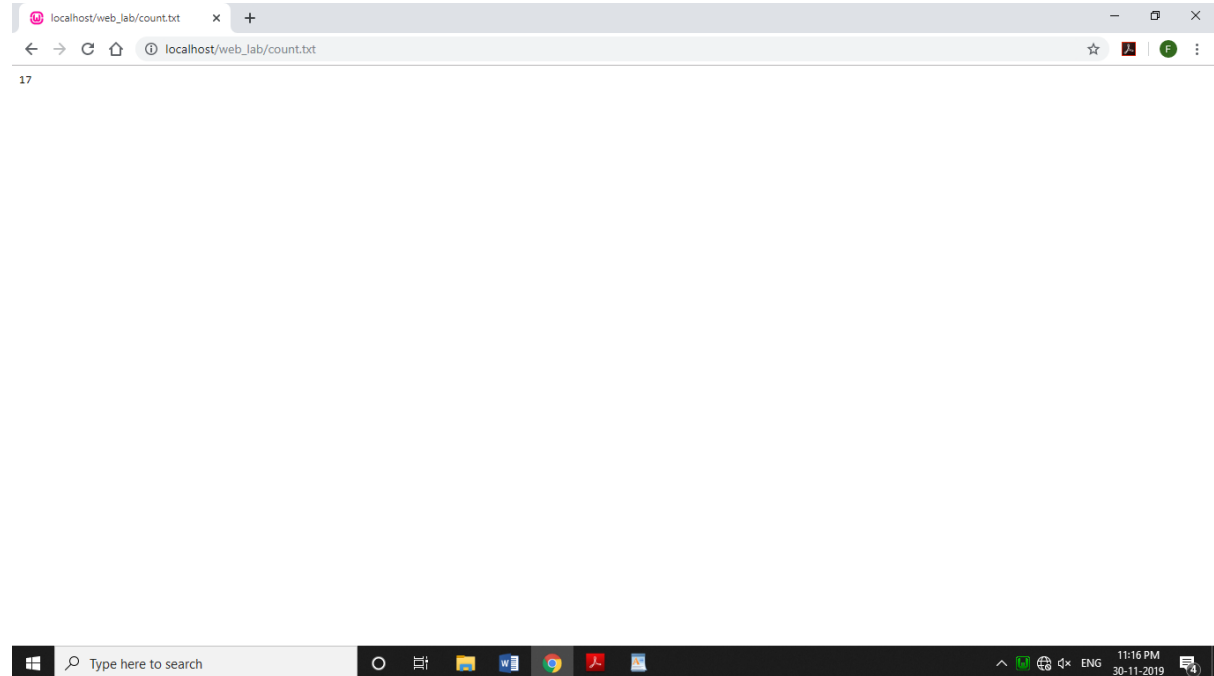 localhost/web_lab/count.txt
localhost/web_lab/count.txt
F
17
Type here to search
W
ENG
11:16 PM
30-11-2019
4